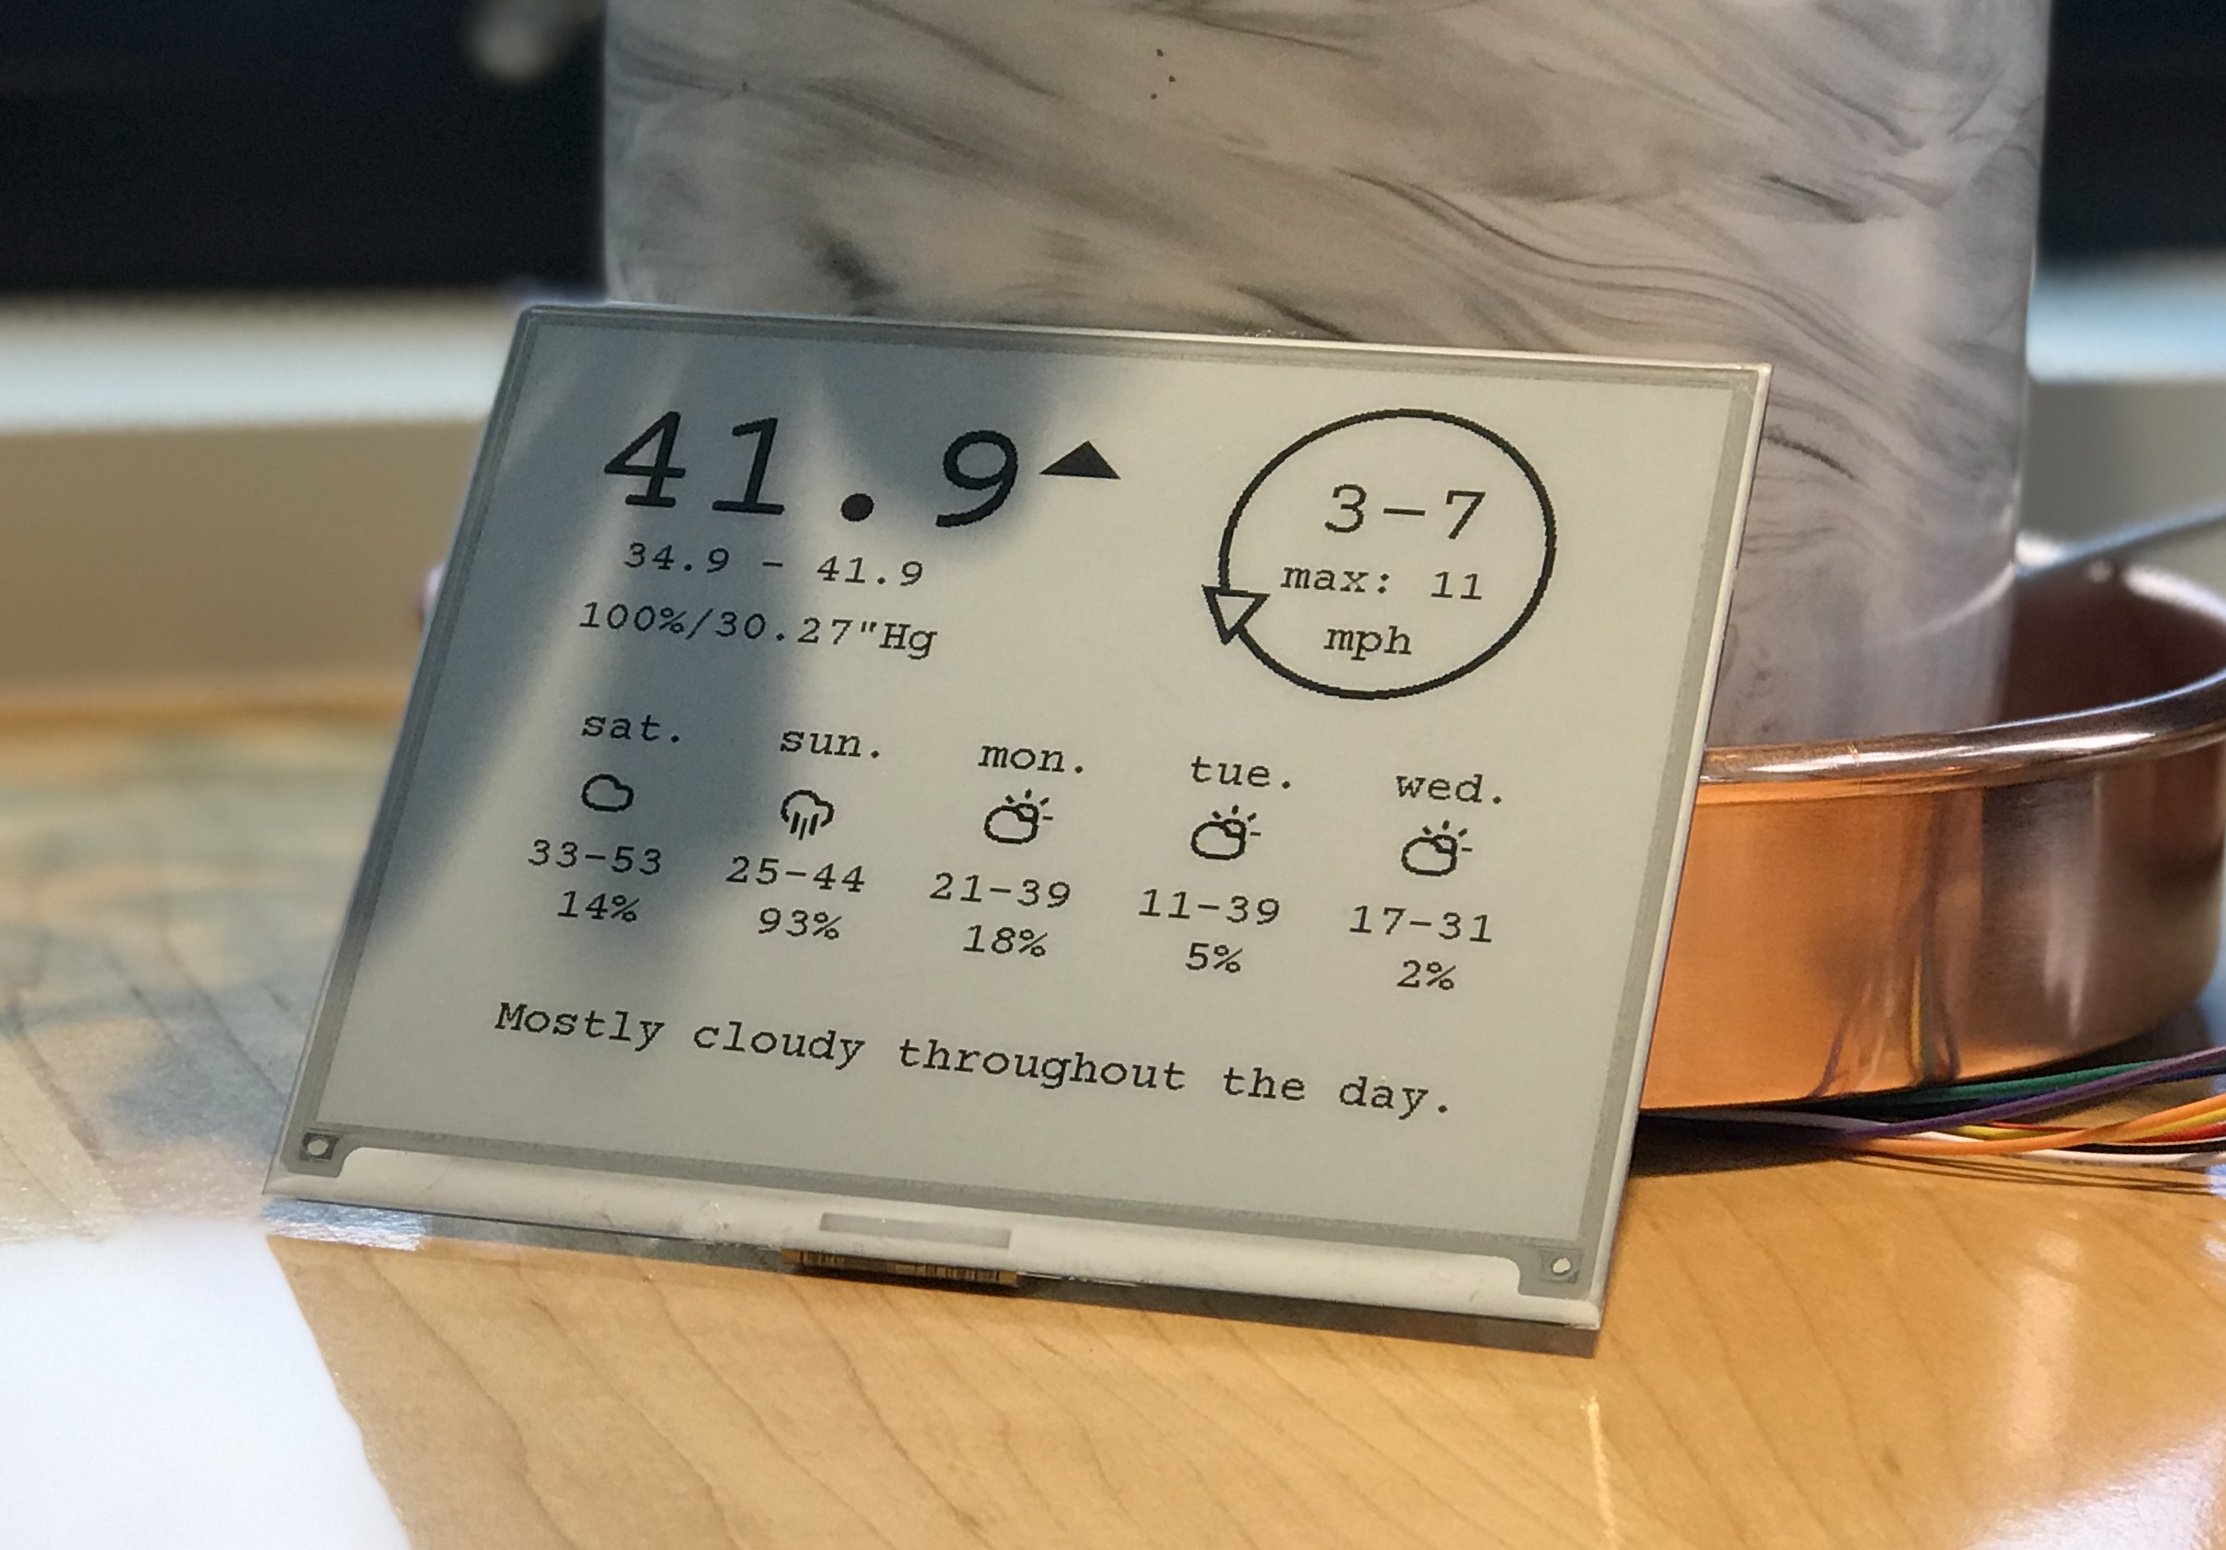 41.9
34.9 - 41.9
100%/30.27"Hg
3-7
max: 11
mph
sat. sun. mon. tue. wed.
33-53 25-44 21-39 11-39 17-31
14% 93% 18% 5% 2%
Mostly cloudy throughout the day.